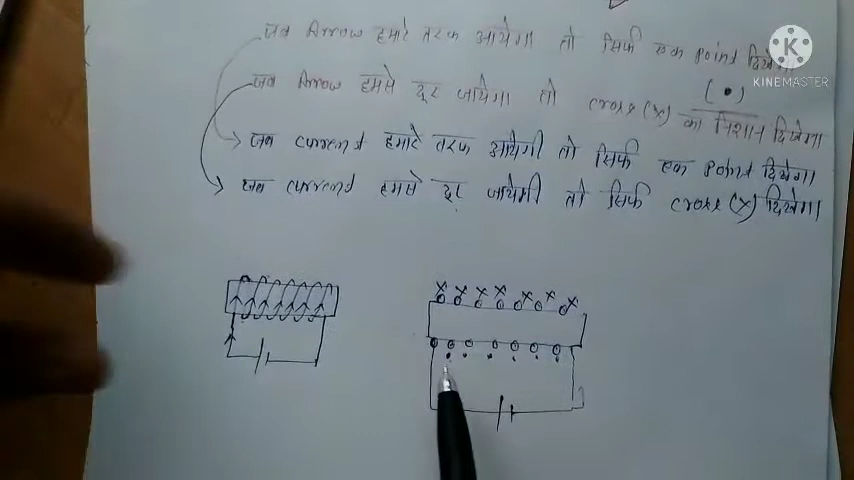 जब Arrow हमारे तरफ आयेगा तो सिर्फ एक point दिखेगा
(•)
जब Arrow हमसे दूर जायेगा तो cross (X) का निशान दिखेगा
जब current हमारे तरफ आयेगी तो सिर्फ एक point दिखेगा
जब current हमसे दूर जायेगी तो सिर्फ cross (X) दिखेगा
K
KINEMASTER
x x x x x x x